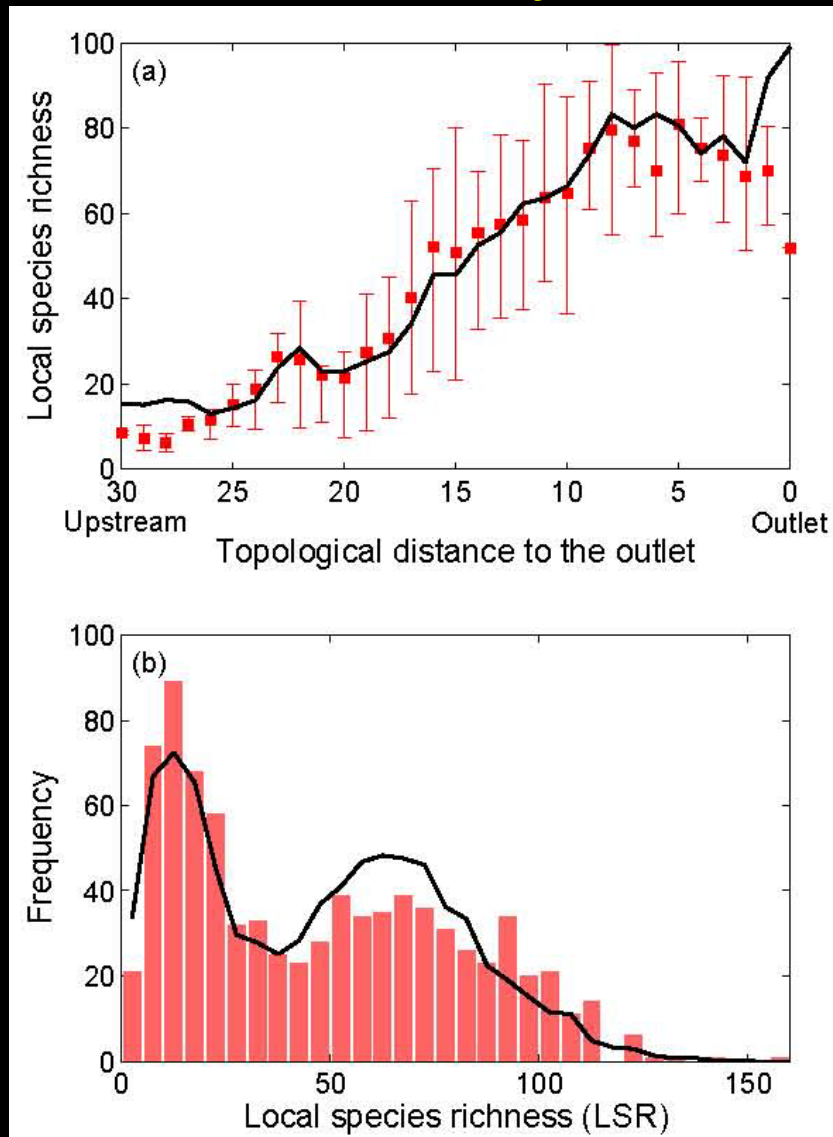 100
(a)
80
60
40
20
0
Local species richness
30 25 20 15 10 5 0
Upstream Outlet
Topological distance to the outlet
100
(b)
80
60
40
20
0
Frequency
0 50 100 150
Local species richness (LSR)